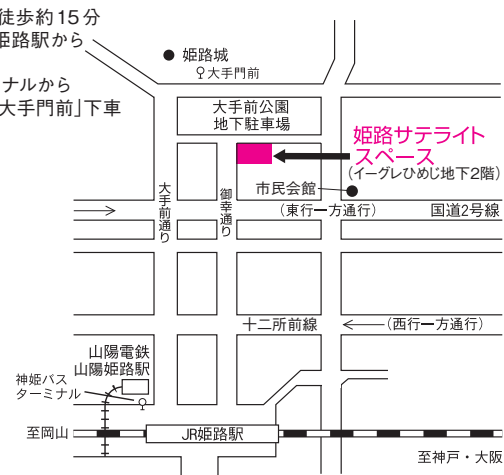 徒歩約15分
姫路駅から
ナルから
大手門前」下車
姫路城
大手門前
大手前公園
地下駐車場
姫路サテライト
スペース
(イーグレひめじ地下2階)
市民会館
大手前通り
御幸通り
(東行一方通行)
国道2号線
十二所前線
(西行一方通行)
山陽電鉄
山陽姫路駅
神姫バス
ターミナル
至岡山
JR姫路駅
至神戸・大阪